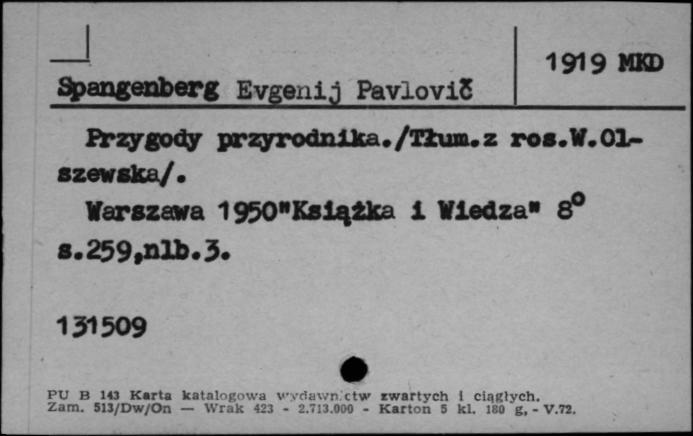 1919 MKD
Spangenberg Evgenij Pavlovič
Przygody przyrodnika./Tłum.z ros.W.Ol-
szewska/.
Warszawa 1950"Książka i Wiedza" 8°
s.259,nlb.3.
131509
PU B 143 Karta katalogowa wydawnictw zwartych i ciągłych.
Zam. 513/Dw/On — Wrak 423 - 2.713.000 - Karton 5 kl. 180 g, - V.72.